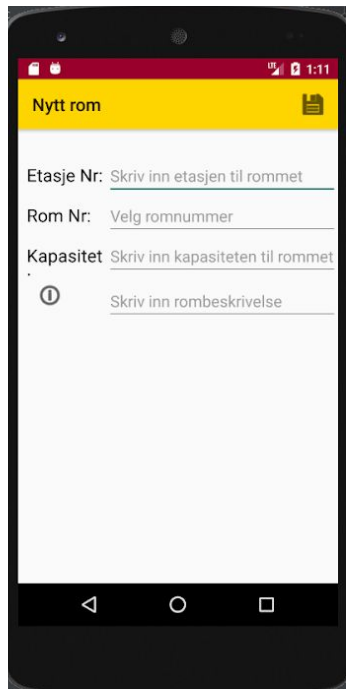 LTE 1:11
Nytt rom
Etasje Nr: Skriv inn etasjen til rommet
Rom Nr: Velg romnummer
Kapasitet Skriv inn kapasiteten til rommet
:
Skriv inn rombeskrivelse